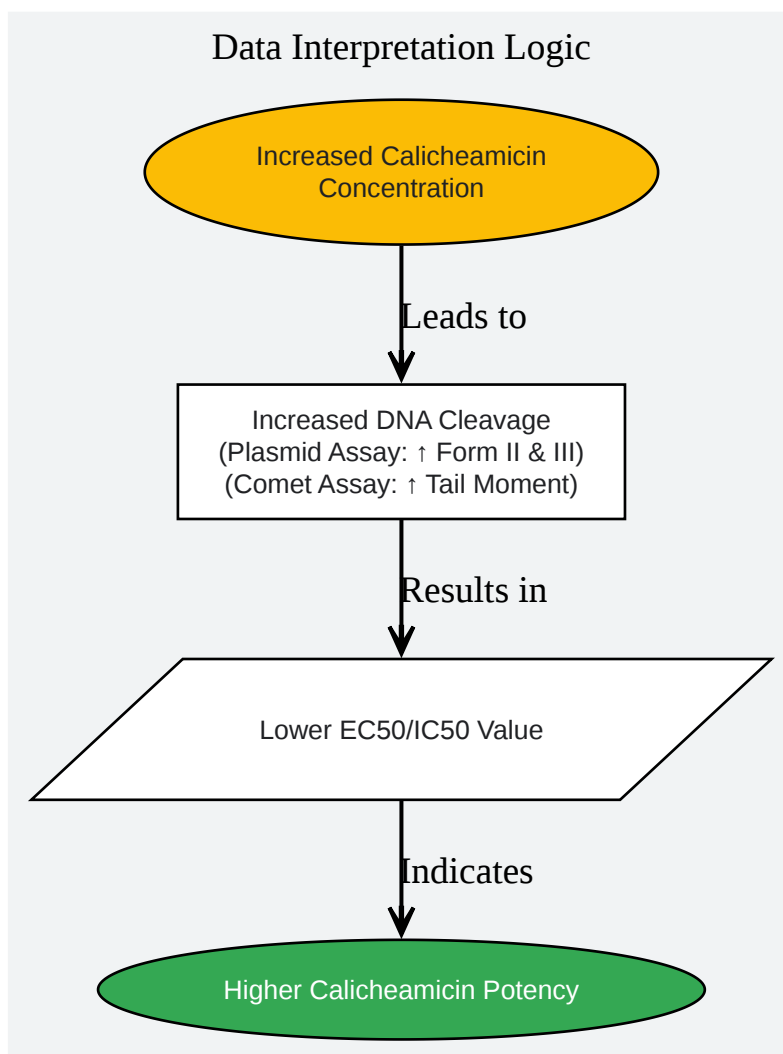 Data Interpretation Logic
Increased Calicheamicin
Concentration
Leads to
Increased DNA Cleavage
(Plasmid Assay: ↑ Form II & III)
(Comet Assay: ↑ Tail Moment)
Results in
Lower EC50/IC50 Value
Indicates
Higher Calicheamicin Potency